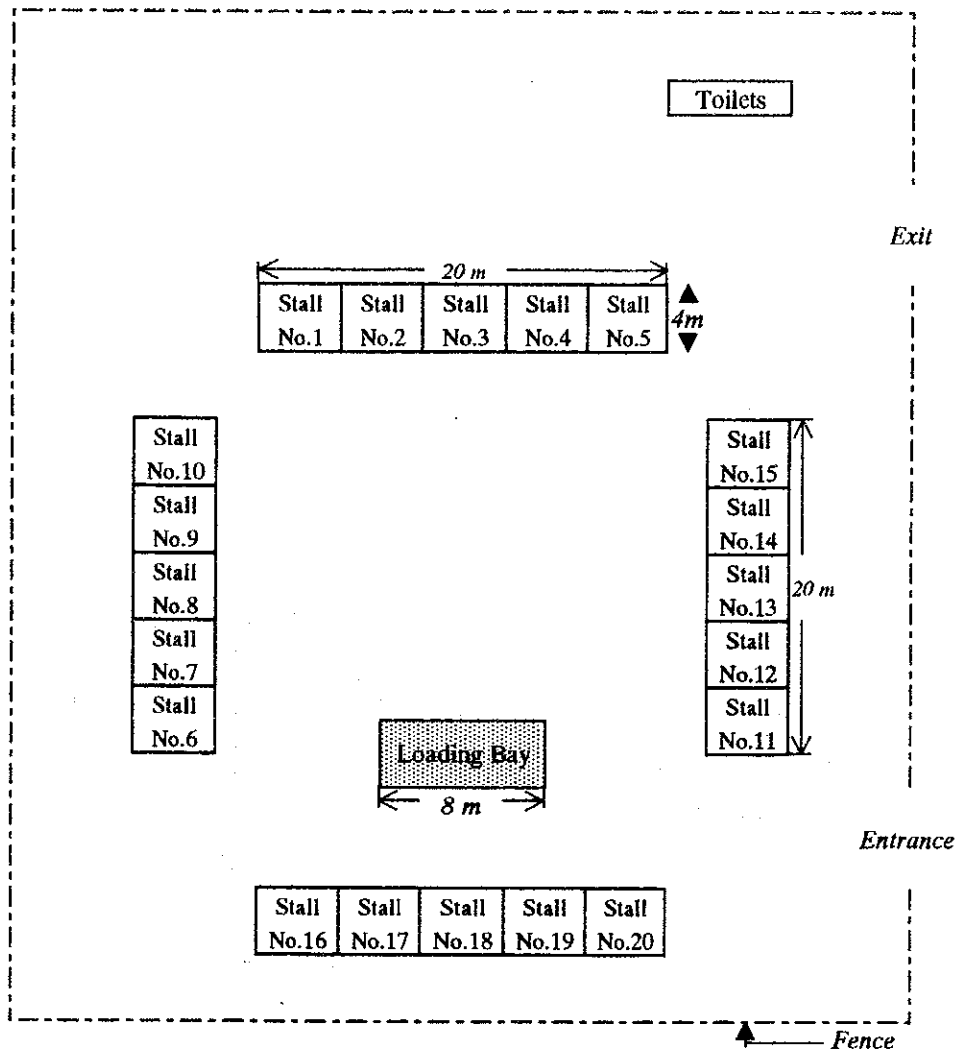 Toilets
Exit
20 m
Stall Stall Stall Stall Stall
No.1 No.2 No.3 No.4 No.5
4m
Stall
No.10
Stall
No.9
Stall
No.8
Stall
No.7
Stall
No.6
Stall
No.15
Stall
No.14
Stall
No.13
Stall
No.12
Stall
No.11
20 m
Loading Bay
8 m
Entrance
Stall Stall Stall Stall Stall
No.16 No.17 No.18 No.19 No.20
Fence